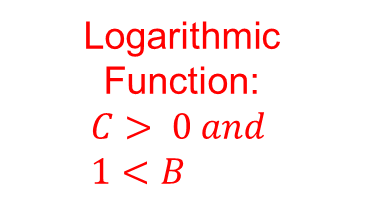 Logarithmic
Function:
C > 0 and
1 < B